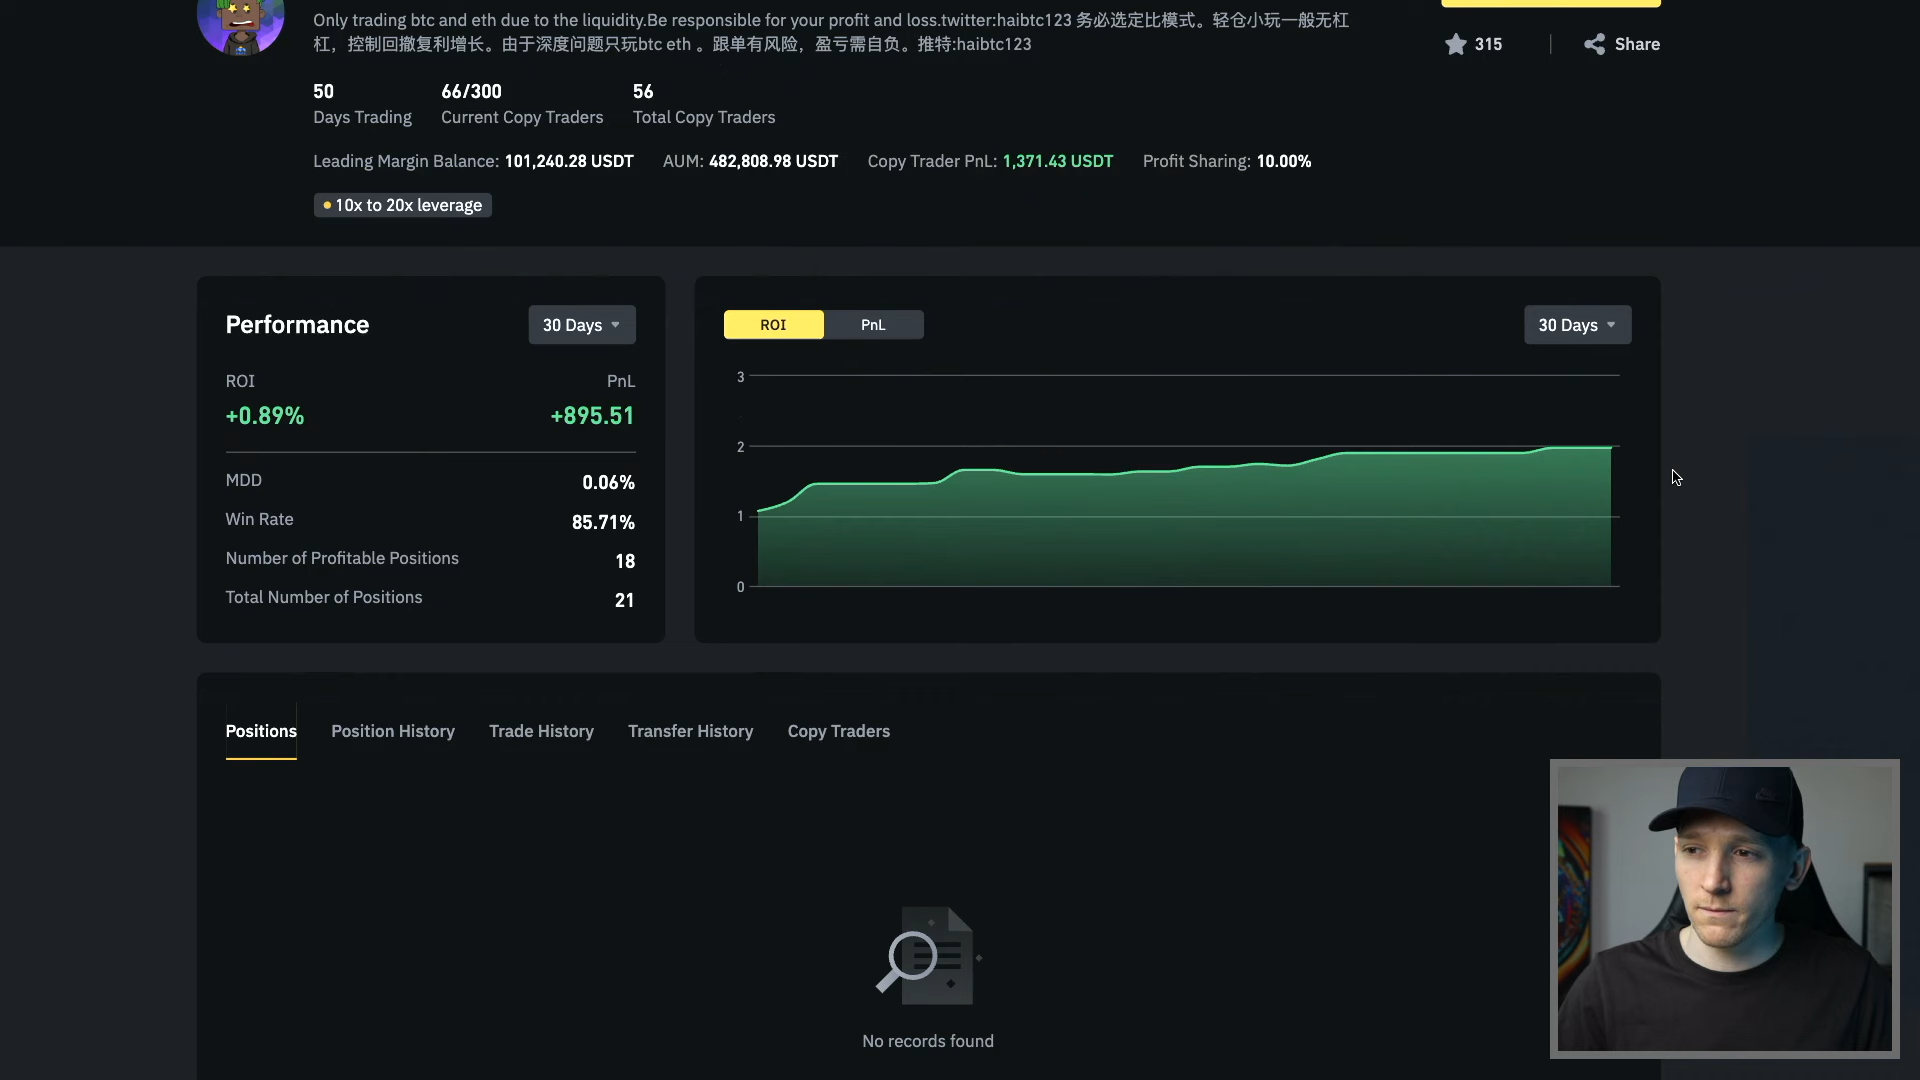 Only trading btc and eth due to the liquidity.Be responsible for your profit and loss.twitter:haibtc123 务必选定比模式。轻仓小玩一般无杠
杠，控制回撤复利增长。由于深度问题只玩btc eth 。跟单有风险，盈亏需自负。推特:haibtc123
315
Share
50
66/300
56
Days Trading
Current Copy Traders
Total Copy Traders
Leading Margin Balance: 101,240.28 USDT
AUM: 482,808.98 USDT
Copy Trader PnL: 1,371.43 USDT
Profit Sharing: 10.00%
10x to 20x leverage
Performance
30 Days
ROI
PnL
+0.89%
+895.51
MDD
0.06%
Win Rate
85.71%
Number of Profitable Positions
18
Total Number of Positions
21
ROI
PnL
30 Days
3
2
1
0
Positions
Position History
Trade History
Transfer History
Copy Traders
No records found